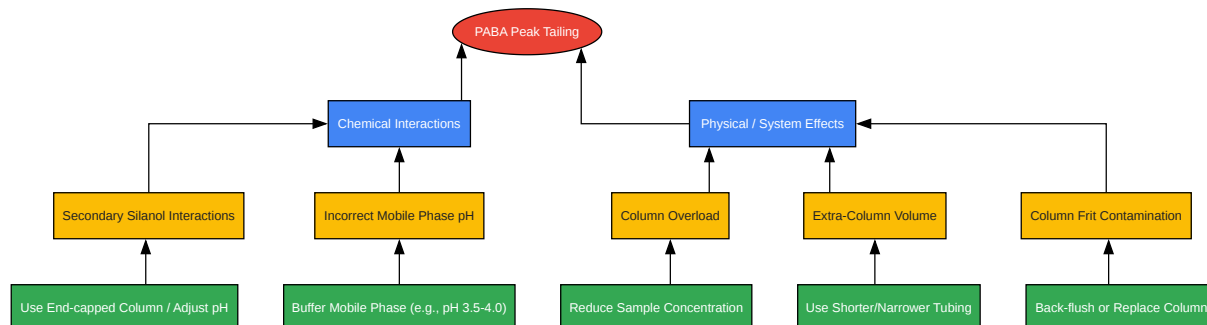 PABA Peak Tailing
Chemical Interactions
Physical / System Effects
Secondary Silanol Interactions
Incorrect Mobile Phase pH
Column Overload
Extra-Column Volume
Column Frit Contamination
Use End-capped Column / Adjust pH
Buffer Mobile Phase (e.g., pH 3.5-4.0)
Reduce Sample Concentration
Use Shorter/Narrower Tubing
Back-flush or Replace Column